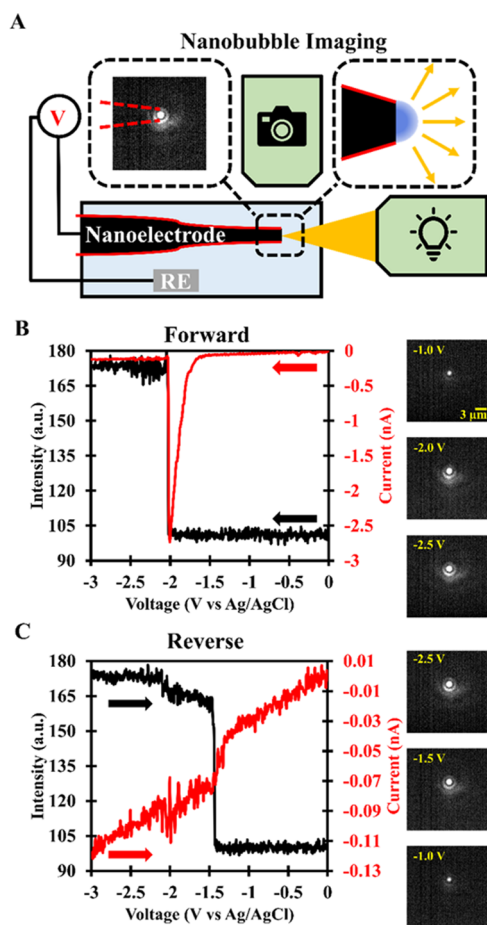 A
Nanobubble Imaging
V
Nanoelectrode
RE
B
Forward
180
165
150
135
120
105
90
Intensity (a.u.)
0
-0.5
-1
-1.5
-2
-2.5
-3
Current (nA)
-3 -2.5 -2 -1.5 -1 -0.5 0
Voltage (V vs Ag/AgCl)
-1.0 V
3 μm
-2.0 V
-2.5 V
C
Reverse
180
165
150
135
120
105
90
Intensity (a.u.)
0.01
-0.01
-0.03
-0.05
-0.07
-0.09
-0.11
-0.13
Current (nA)
-3 -2.5 -2 -1.5 -1 -0.5 0
Voltage (V vs Ag/AgCl)
-2.5 V
-1.5 V
-1.0 V